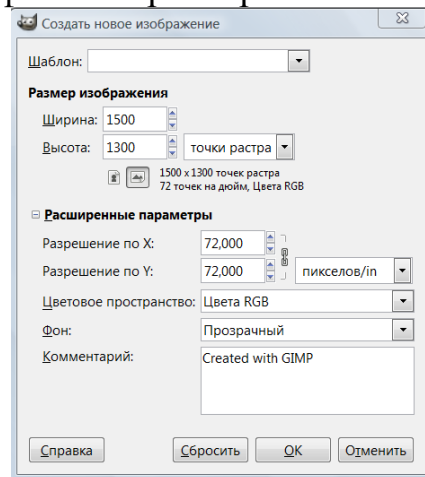 Создать новое изображение
Шаблон:
Размер изображения
Ширина: 1500
Высота: 1300 точки растра
1500 x 1300 точек растра
72 точек на дюйм, Цвета RGB
Расширенные параметры
Разрешение по X: 72,000
Разрешение по Y: 72,000 пикселов/in
Цветовое пространство: Цвета RGB
Фон: Прозрачный
Комментарий: Created with GIMP
Справка Сбросить OK Отменить